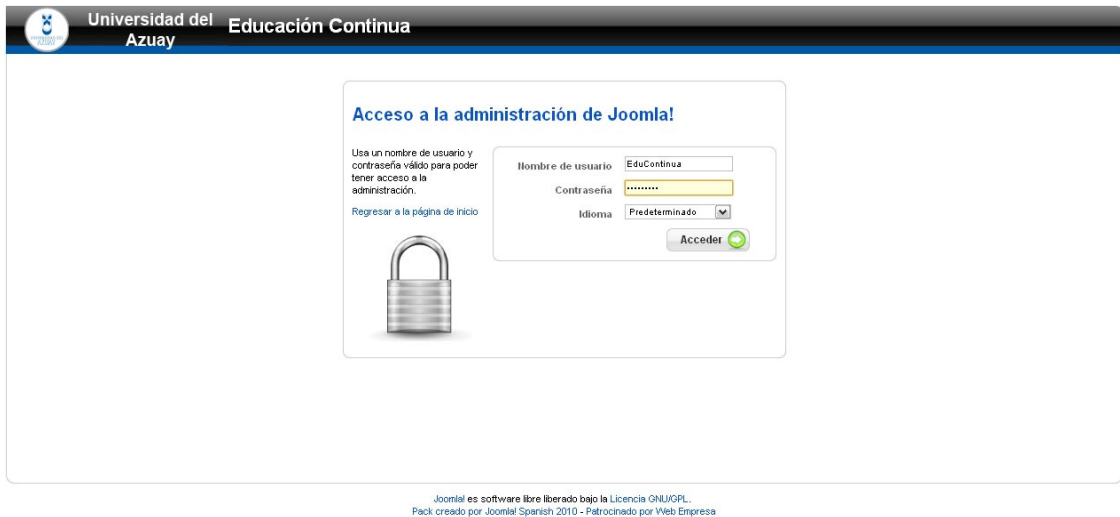 Universidad del
Azuay
Educación Continua
Acceso a la administración de Joomla!
Usa un nombre de usuario y
contraseña válido para poder
tener acceso a la
administración.
Regresar a la página de inicio
Nombre de usuario EduContinua
Contraseña •••••••••
Idioma Predeterminado
Acceder
Joomla! es software libre liberado bajo la Licencia GNU/GPL.
Pack creado por Joomla! Spanish 2010 - Patrocinado por Web Empresa